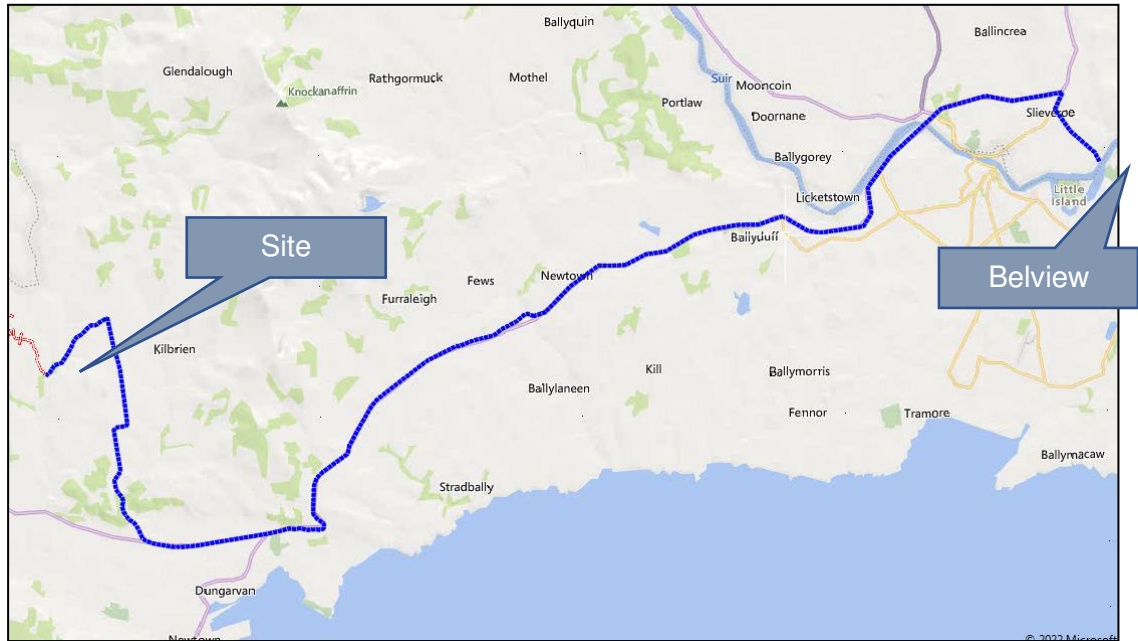 Ballyquin
Ballincrea
Glendalough
Rathgormuck
Mothel
Suir
Mooncoin
Knockanaffrin
Portlaw
Doornane
Slieveroe
Ballygorey
Licketstown
Little
Island
Site
Ballyduff
Belview
Newtown
Fews
Furraleigh
Kilbrien
Kill
Ballymorris
Ballylaneen
Fennor
Tramore
Ballymacaw
Stradbally
Dungarvan
Newtown
© 2022 Microsoft